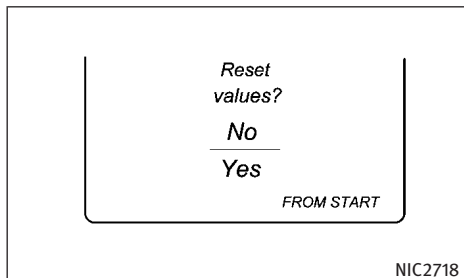 Reset
values?
No
Yes
FROM START
NIC2718